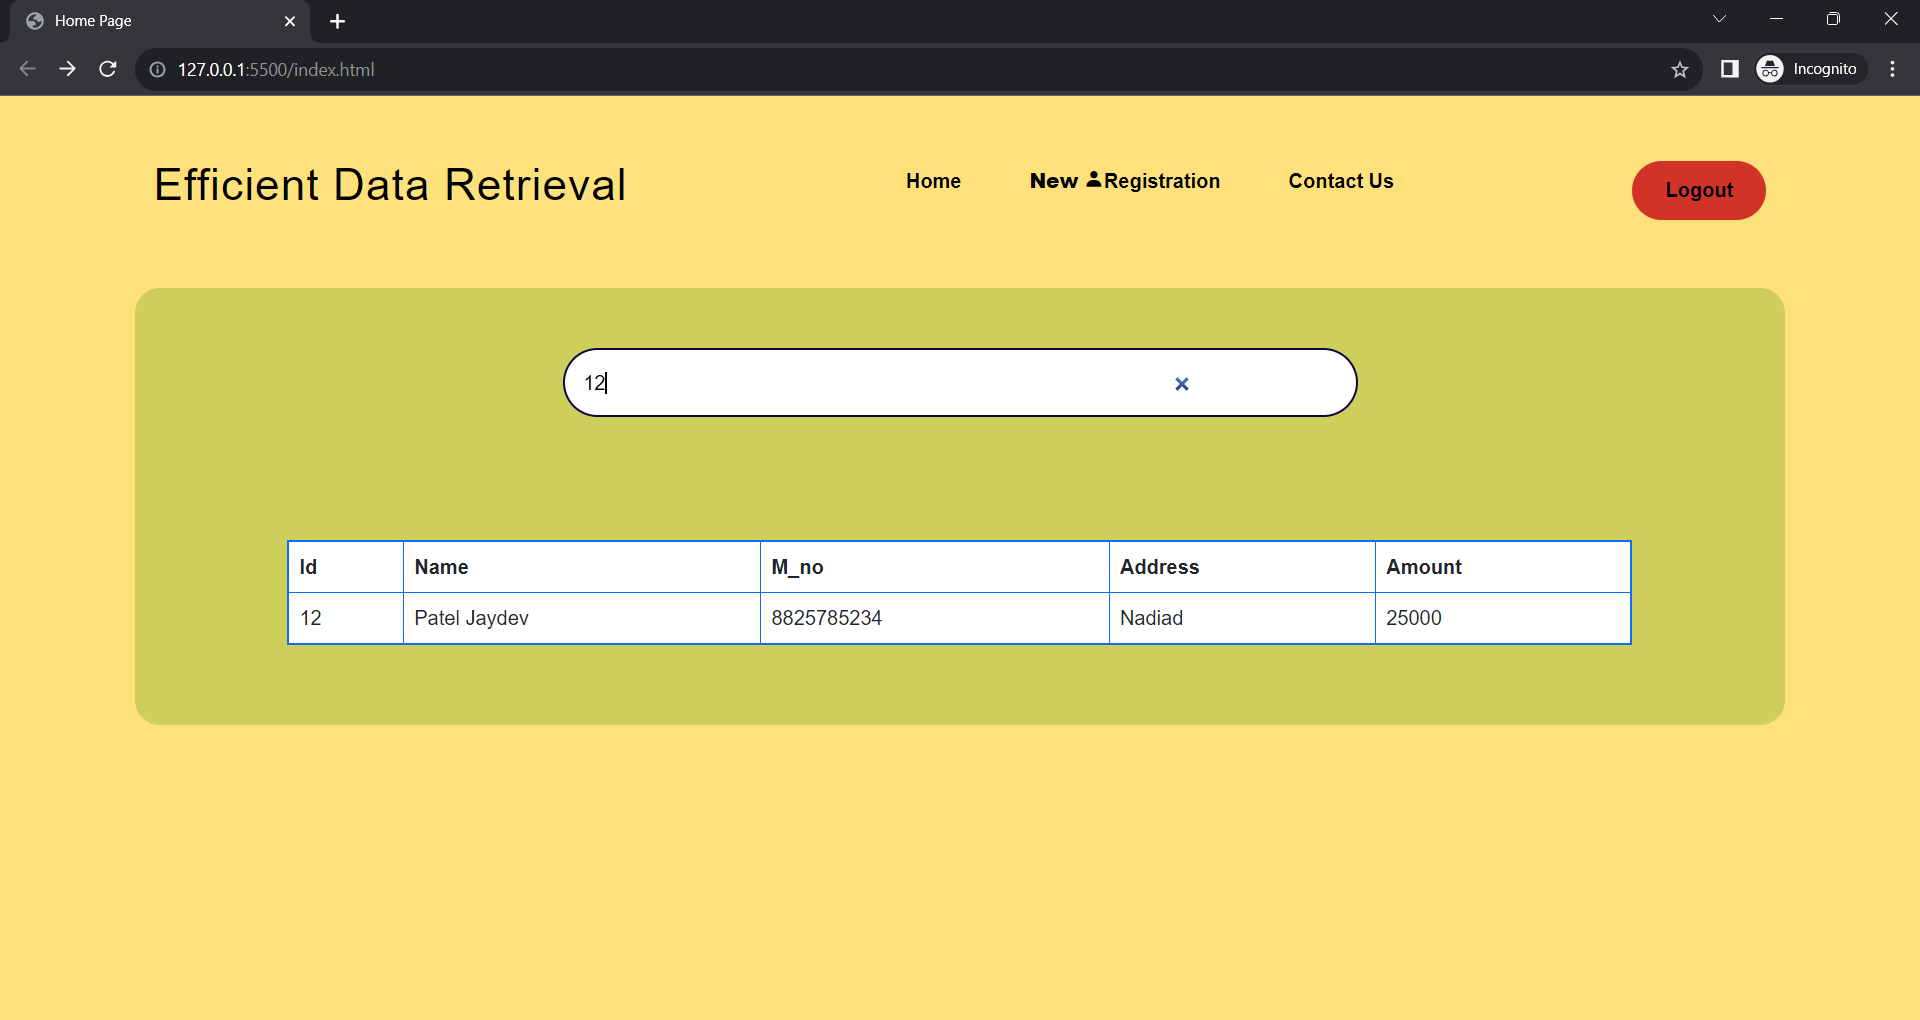 Home Page
127.0.0.1:5500/index.html
Incognito
Efficient Data Retrieval
Home
New Registration
Contact Us
Logout
12
Id Name M_no Address Amount
12 Patel Jaydev 8825785234 Nadiad 25000